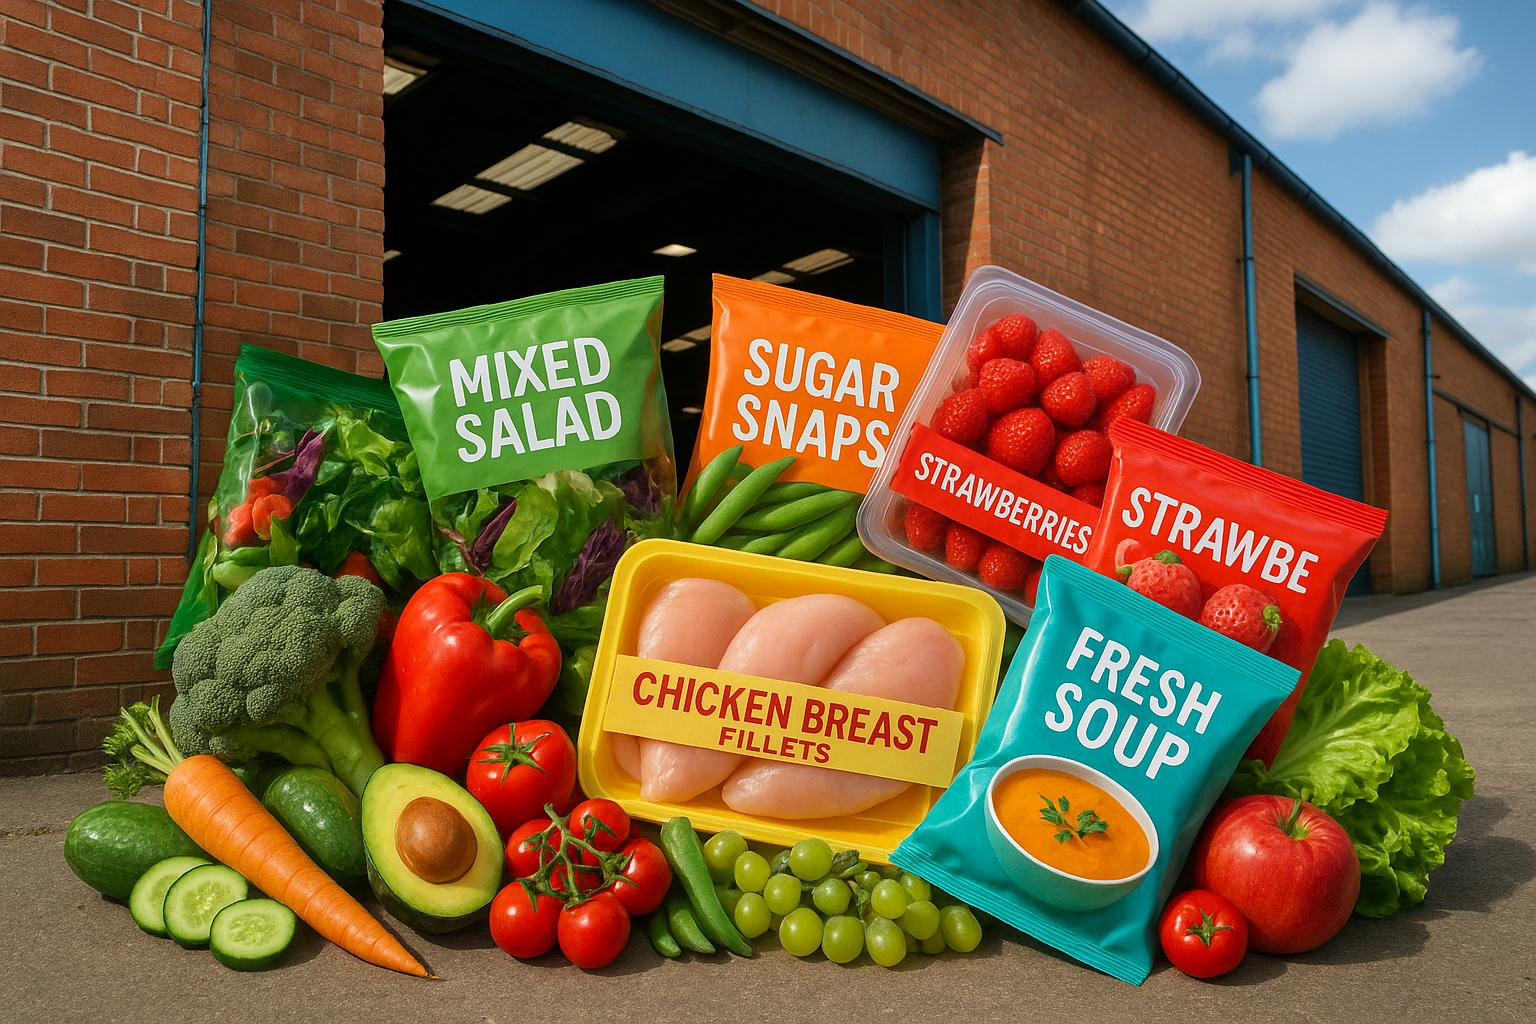 MIXED
SALAD
SUGAR
SNAPS
STRAWBERRIES
STRAWBE
CHICKEN BREAST
FILLETS
FRESH
SOUP